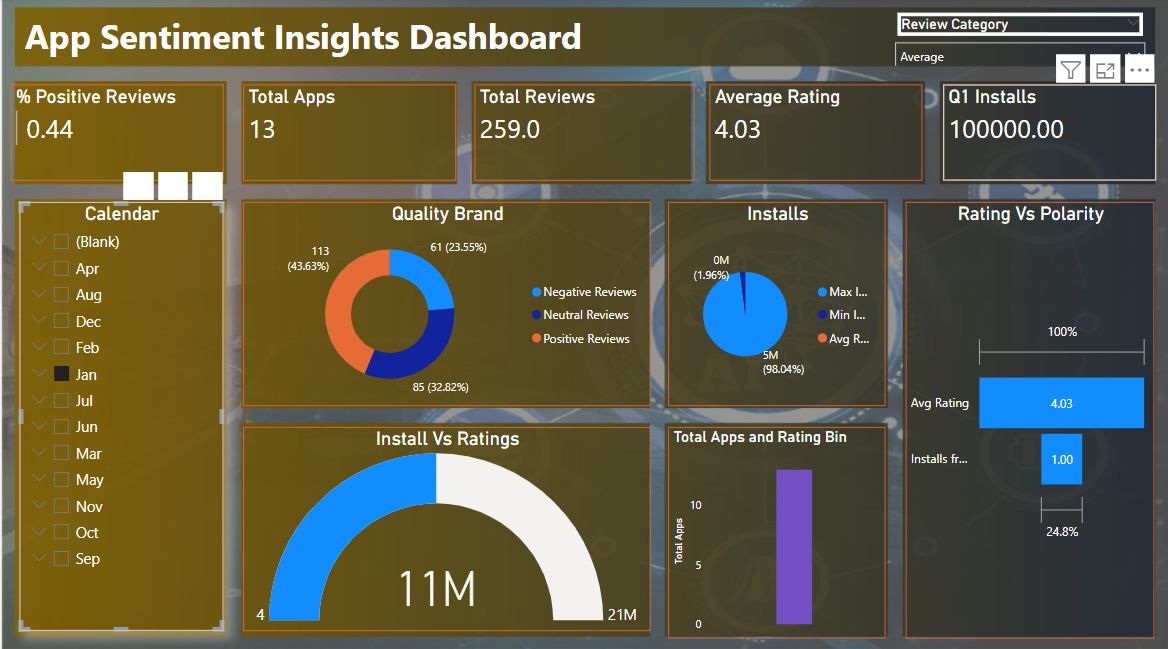 App Sentiment Insights Dashboard
Review Category
Average
% Positive Reviews
0.44
Total Apps
13
Total Reviews
259.0
Average Rating
4.03
Q1 Installs
100000.00
Calendar
(Blank)
Apr
Aug
Dec
Feb
Jan
Jul
Jun
Mar
May
Nov
Oct
Sep
Quality Brand
113
(43.63%)
61 (23.55%)
85 (32.82%)
Negative Reviews
Neutral Reviews
Positive Reviews
Installs
0M
(1.96%)
5M
(98.04%)
Max I...
Min I...
Avg R...
Rating Vs Polarity
100%
Avg Rating
4.03
Installs fr...
1.00
24.8%
Install Vs Ratings
11M
4
21M
Total Apps and Rating Bin
Total Apps
10
5
0